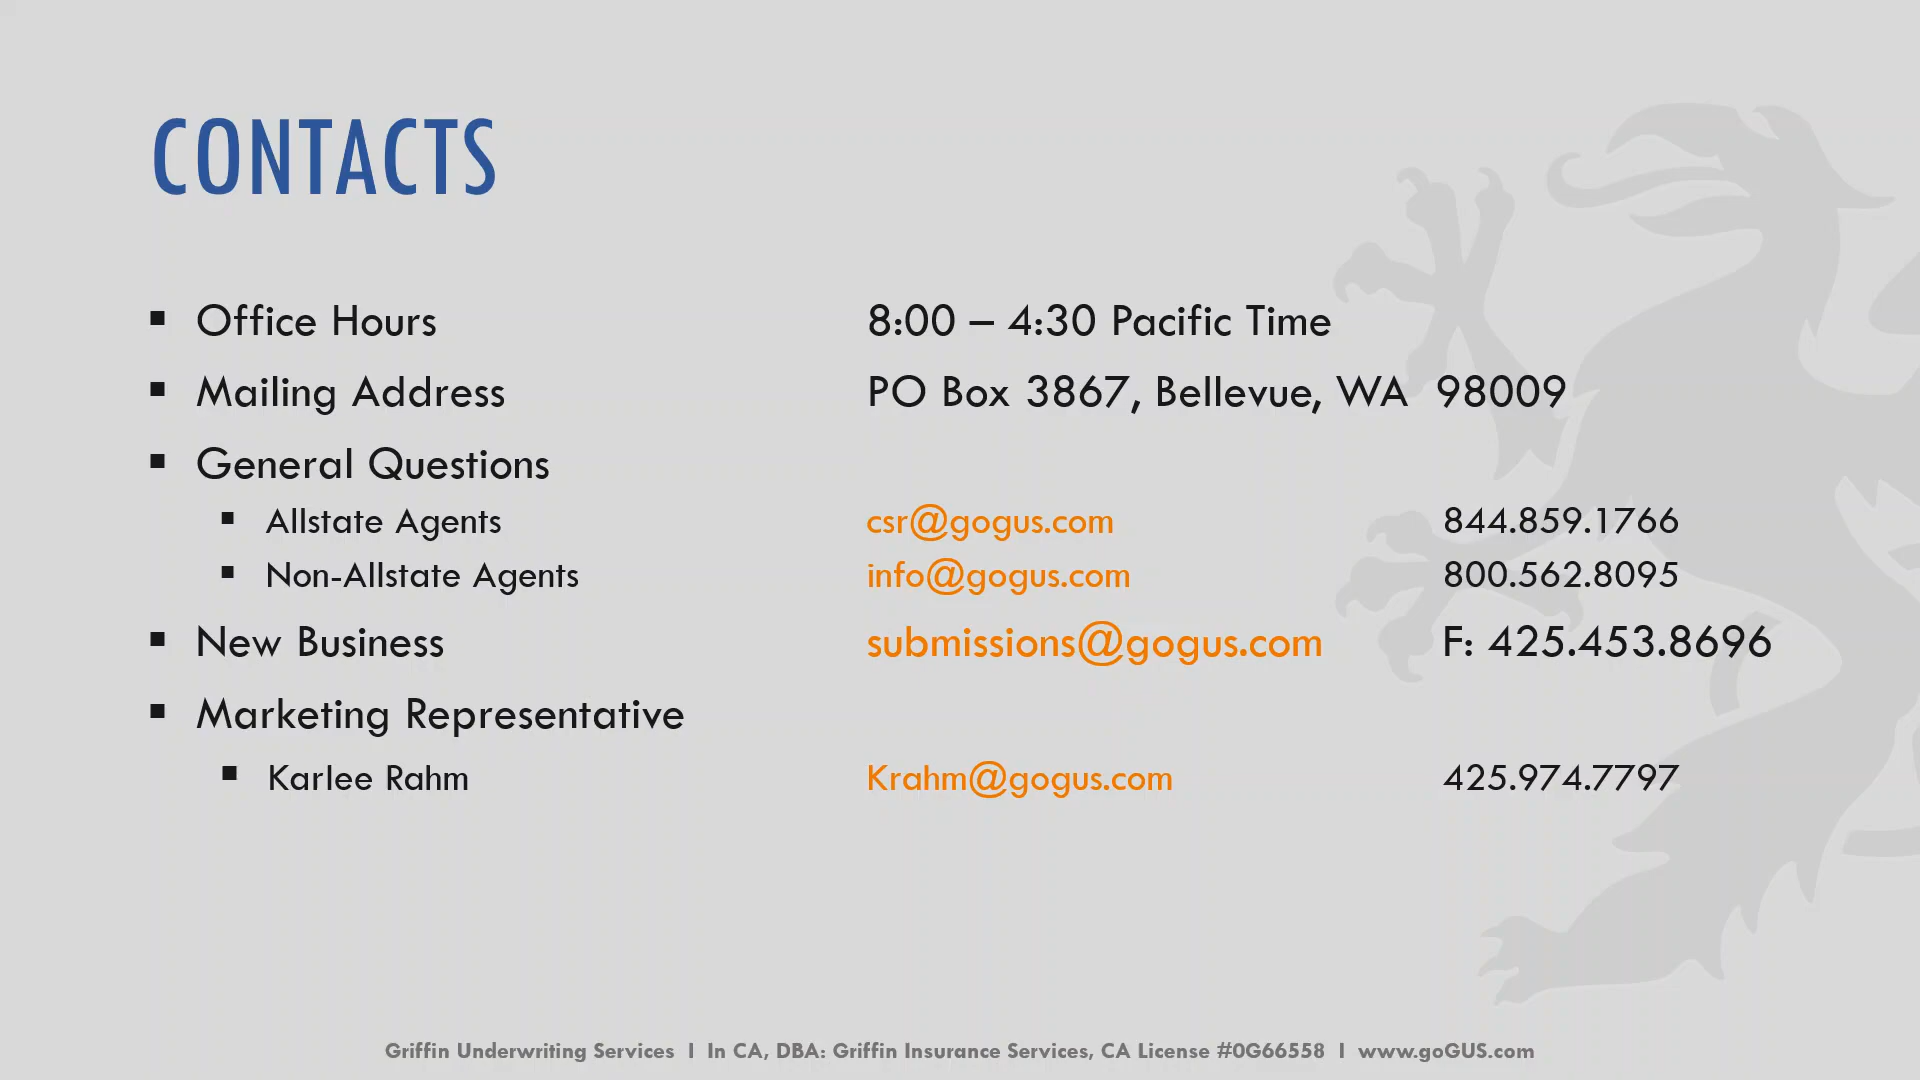 CONTACTS
Office Hours 8:00 – 4:30 Pacific Time
Mailing Address PO Box 3867, Bellevue, WA 98009
General Questions
Allstate Agents csr@gogus.com 844.859.1766
Non-Allstate Agents info@gogus.com 800.562.8095
New Business submissions@gogus.com F: 425.453.8696
Marketing Representative
Karlee Rahm Krahm@gogus.com 425.974.7797
Griffin Underwriting Services I In CA, DBA: Griffin Insurance Services, CA License #0G66558 I www.goGUS.com